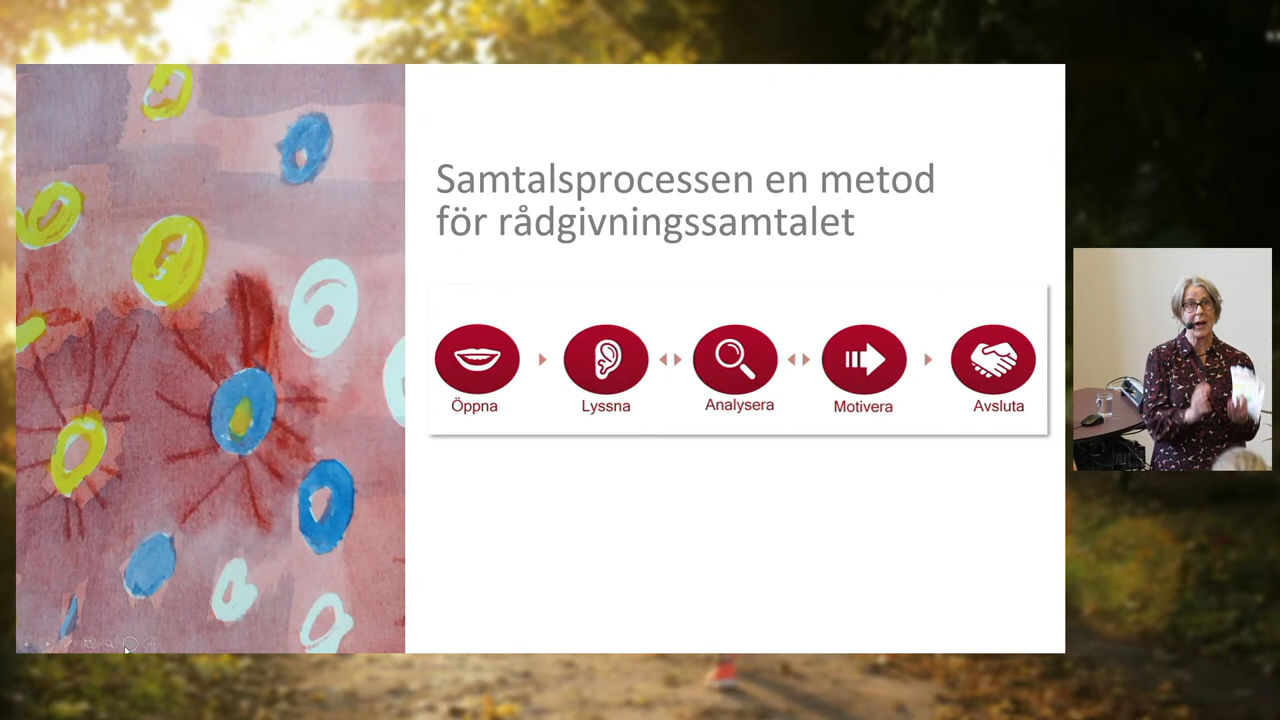 Samtalsprocessen en metod
för rådgivningssamtalet
Öppna
Lyssna
Analysera
Motivera
Avsluta